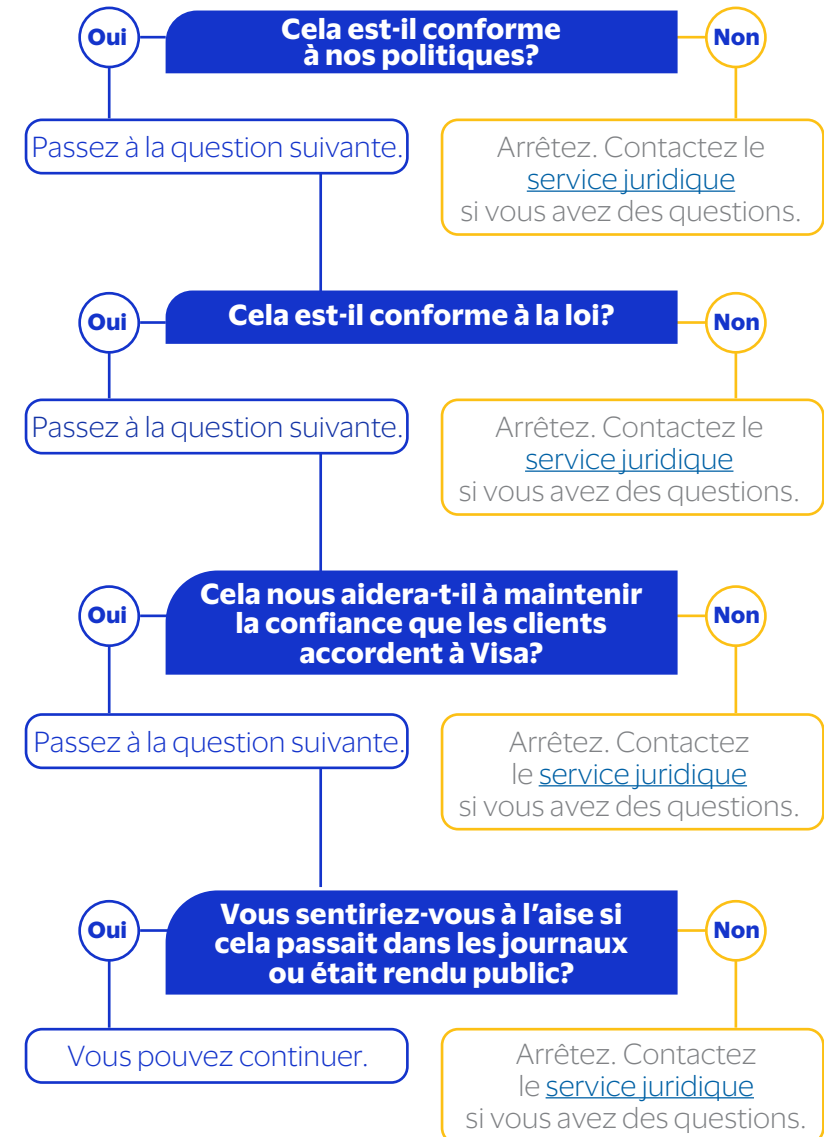 Oui
Cela est-il conforme
à nos politiques?
Non
Passez à la question suivante.
Arrêtez. Contactez le
service juridique
si vous avez des questions.
Oui
Cela est-il conforme à la loi?
Non
Passez à la question suivante.
Arrêtez. Contactez le
service juridique
si vous avez des questions.
Oui
Cela nous aidera-t-il à maintenir
la confiance que les clients
accordent à Visa?
Non
Passez à la question suivante.
Arrêtez. Contactez
le service juridique
si vous avez des questions.
Oui
Vous sentiriez-vous à l’aise si
cela passait dans les journaux
ou était rendu public?
Non
Vous pouvez continuer.
Arrêtez. Contactez
le service juridique
si vous avez des questions.